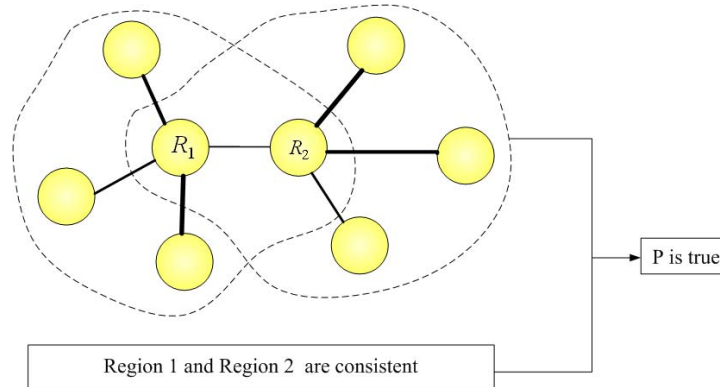 R₁
R₂
P is true
Region 1 and Region 2 are consistent